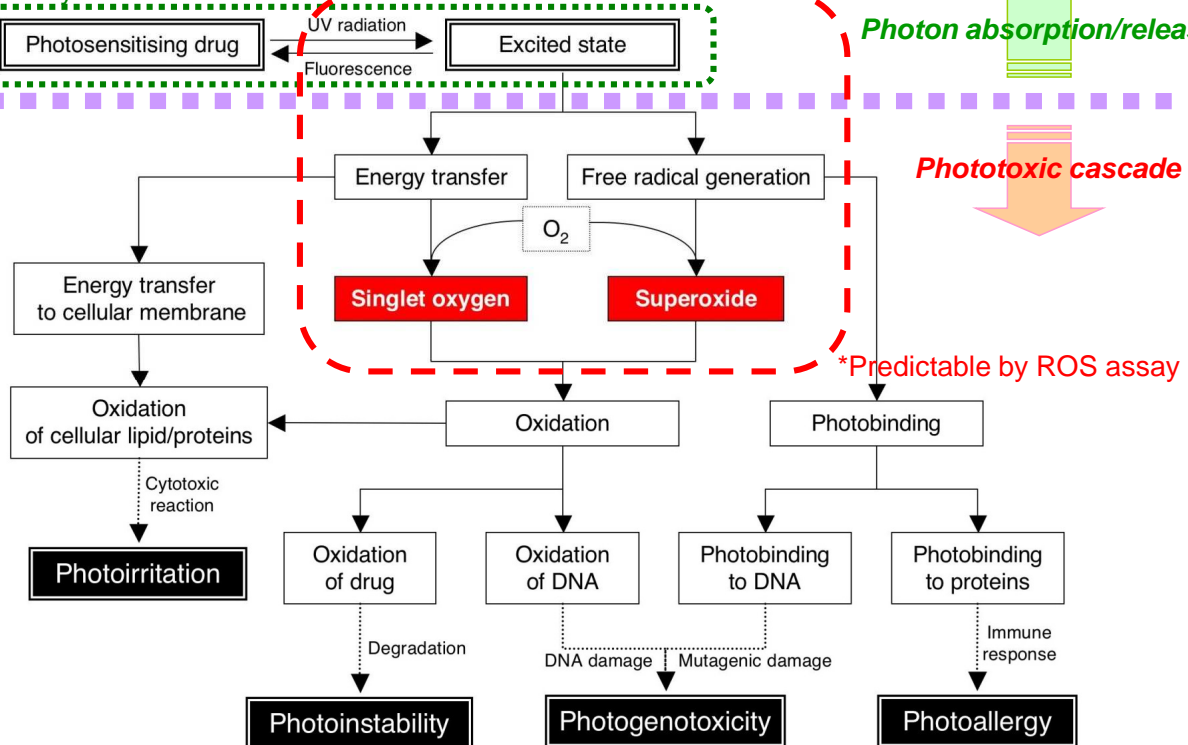 UV radiation
Photosensitising drug
Excited state
Fluorescence
Photon absorption/releas
Phototoxic cascade
Energy transfer
Free radical generation
O2
Energy transfer
to cellular membrane
Singlet oxygen
Superoxide
*Predictable by ROS assay
Oxidation
of cellular lipid/proteins
Oxidation
Photobinding
Cytotoxic
reaction
Photoirritation
Oxidation
of drug
Oxidation
of DNA
Photobinding
to DNA
Photobinding
to proteins
Degradation
DNA damage
Mutagenic damage
Immune
response
Photoinstability
Photogenotoxicity
Photoallergy